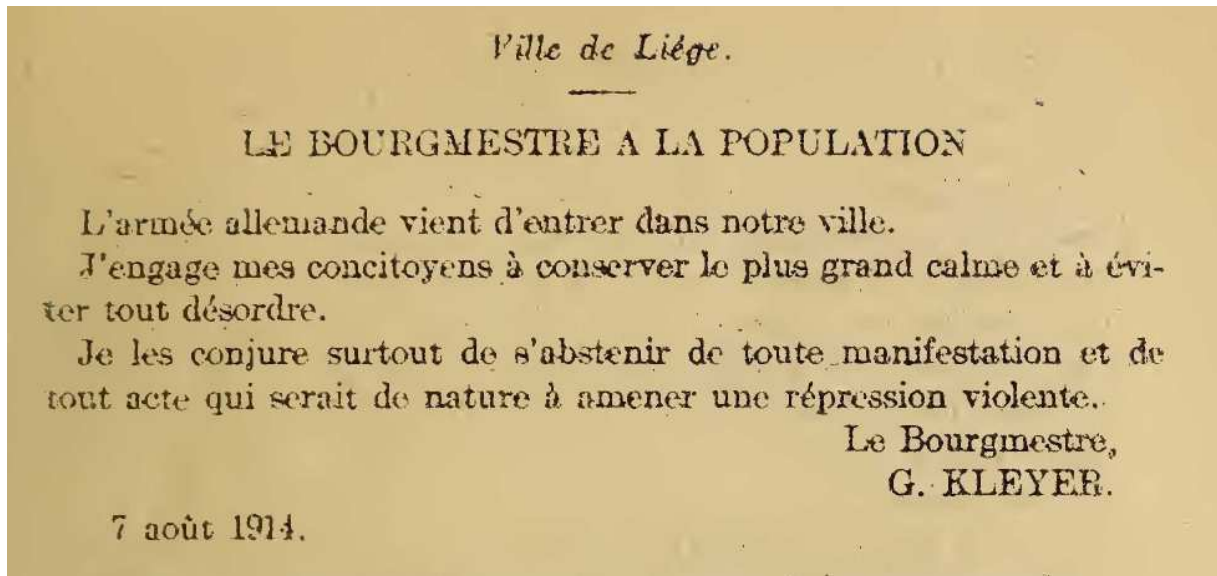 Ville de Liége.
LE BOURGMESTRE A LA POPULATION
L'armée allemande vient d'entrer dans notre ville.
J'engage mes concitoyens à conserver le plus grand calme et à évi-
ter tout désordre.
Je les conjure surtout de s'abstenir de toute manifestation et de
tout acte qui serait de nature à amener une répression violente.
Le Bourgmestre,
G. KLEYER.
7 août 1914.